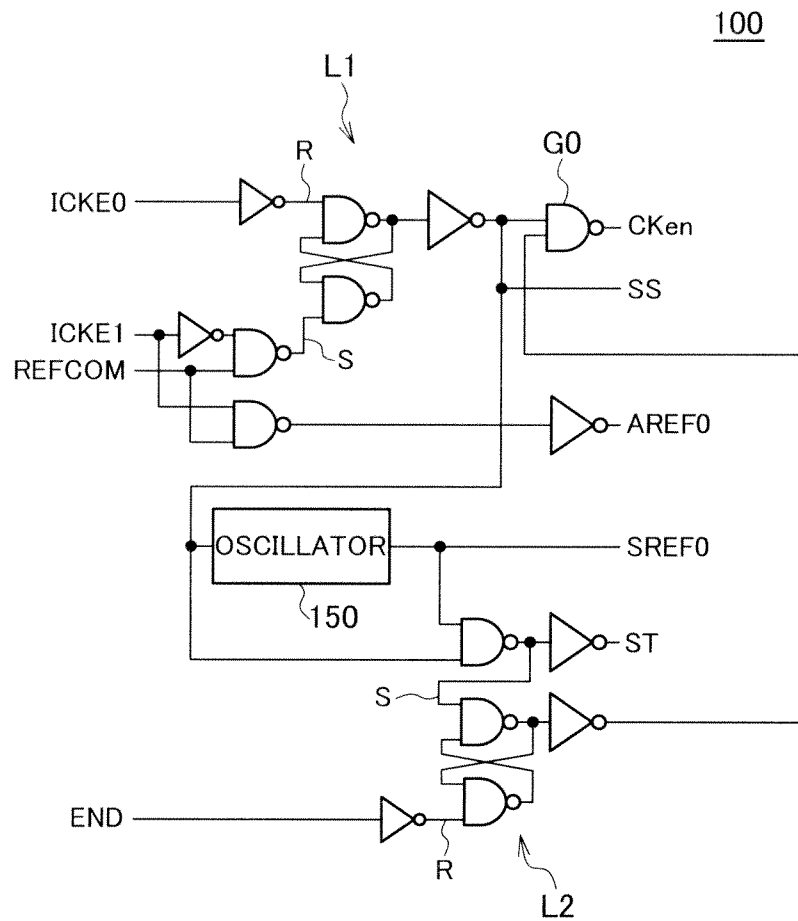 100
L1
G0
R
ICKE0
CKen
SS
ICKE1
S
REFCOM
AREF0
OSCILLATOR
SREF0
150
ST
S
END
R
L2